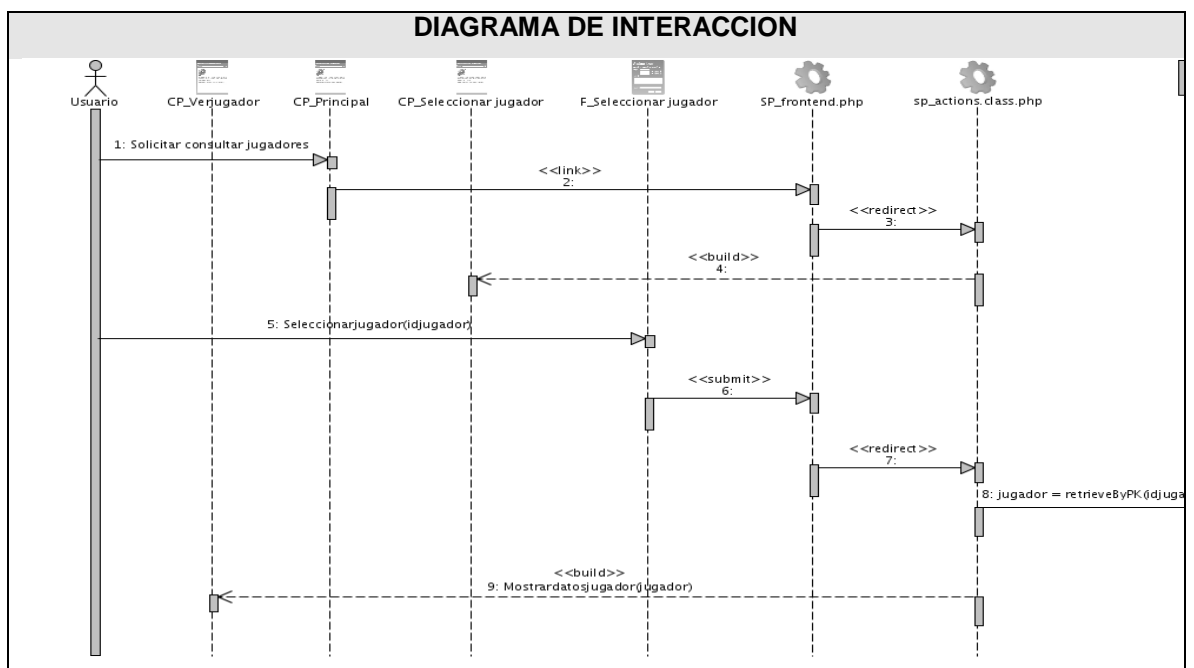 DIAGRAMA DE INTERACCION
Usuario
CP_Verjugador
CP_Principal
CP_Seleccionar jugador
F_Seleccionar jugador
SP_frontend.php
sp_actions.class.php
1: Solicitar consultar jugadores
<<link>>
2:
<<redirect>>
3:
<<build>>
4:
5: Seleccionarjugador(idjugador)
<<submit>>
6:
<<redirect>>
7:
8: jugador = retrieveByPK(idjuga
<<build>>
9: Mostrardatosjugador(jugador)